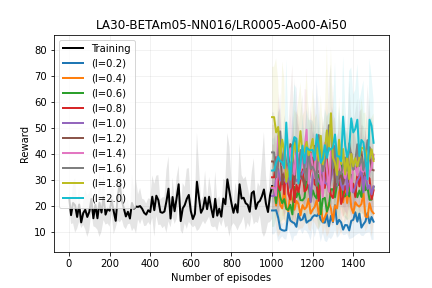 LA30-BETAm05-NN016/LR0005-Ao00-Ai50
Reward
80
70
60
50
40
30
20
10
Training
(l=0.2)
(l=0.4)
(l=0.6)
(l=0.8)
(l=1.0)
(l=1.2)
(l=1.4)
(l=1.6)
(l=1.8)
(l=2.0)
0 200 400 600 800 1000 1200 1400
Number of episodes